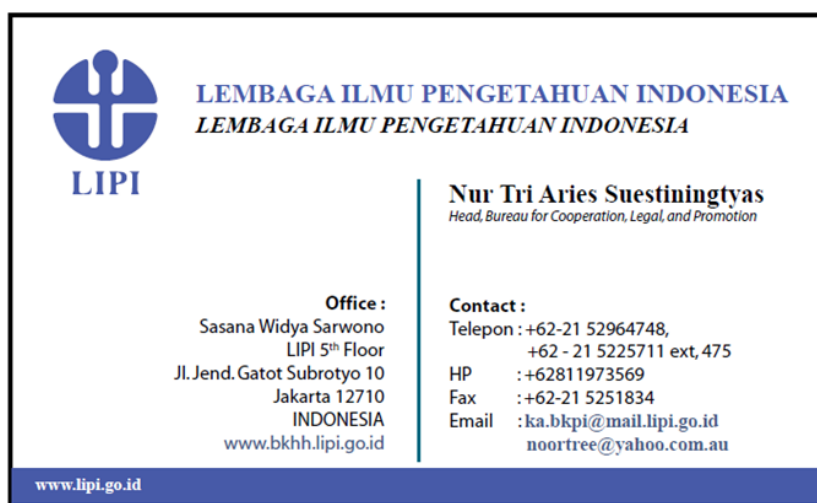 LIPI
LEMBAGA ILMU PENGETAHUAN INDONESIA
LEMBAGA ILMU PENGETAHUAN INDONESIA
Nur Tri Aries Suestiningtyas
Head, Bureau for Cooperation, Legal, and Promotion
Office :
Sasana Widya Sarwono
LIPI 5th Floor
Jl. Jend. Gatot Subrotyo 10
Jakarta 12710
INDONESIA
www.bkhh.lipi.go.id
Contact :
Telepon : +62-21 52964748,
+62 - 21 5225711 ext, 475
HP : +62811973569
Fax : +62-21 5251834
Email : ka.bkpi@mail.lipi.go.id
noortree@yahoo.com.au
www.lipi.go.id